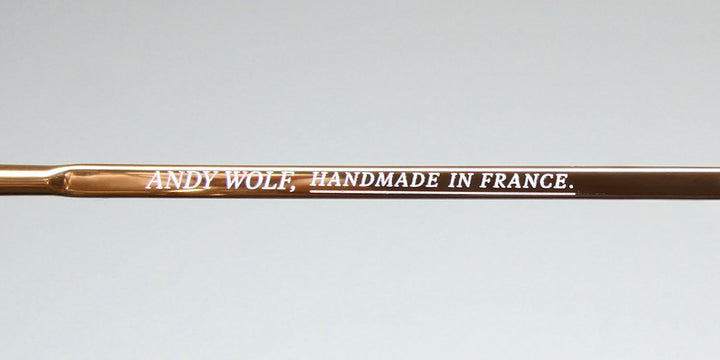 ANDY WOLF, HANDMADE IN FRANCE.